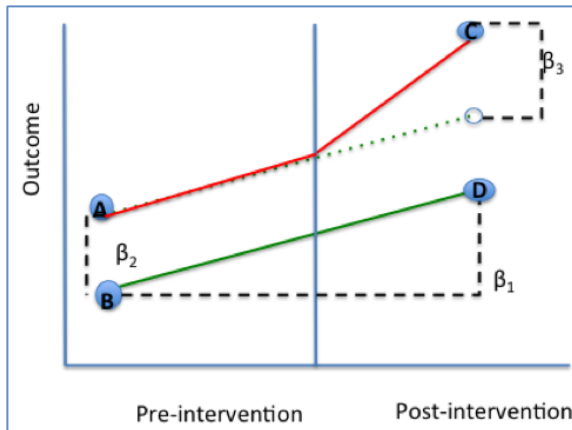 C
β3
Outcome
A
D
β2
B
β1
Pre-intervention
Post-intervention